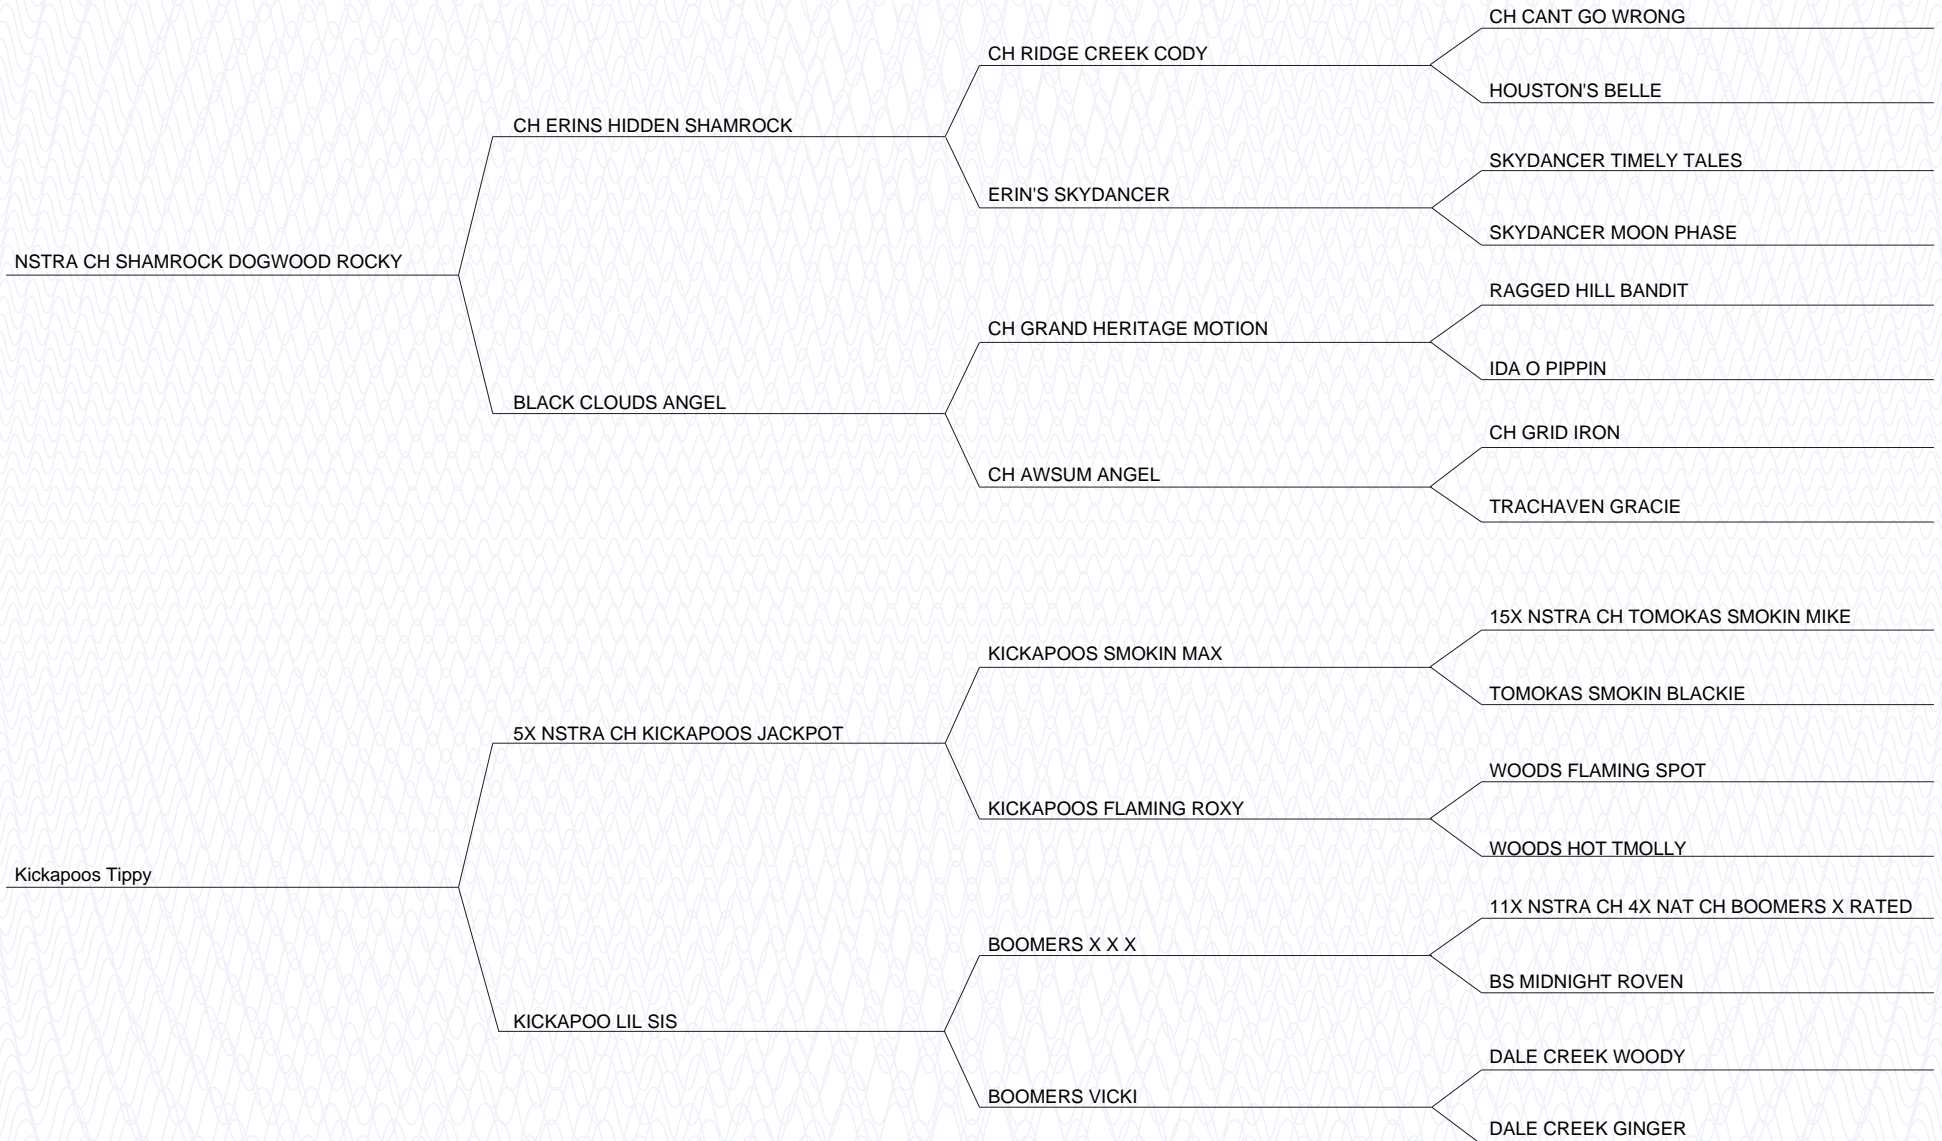 CH CANT GO WRONG
CH RIDGE CREEK CODY
HOUSTON'S BELLE
CH ERINS HIDDEN SHAMROCK
SKYDANCER TIMELY TALES
ERIN'S SKYDANCER
SKYDANCER MOON PHASE
NSTRA CH SHAMROCK DOGWOOD ROCKY
RAGGED HILL BANDIT
CH GRAND HERITAGE MOTION
IDA O PIPPIN
BLACK CLOUDS ANGEL
CH GRID IRON
CH AWSUM ANGEL
TRACHAVEN GRACIE
15X NSTRA CH TOMOKAS SMOKIN MIKE
KICKAPOOS SMOKIN MAX
TOMOKAS SMOKIN BLACKIE
5X NSTRA CH KICKAPOOS JACKPOT
WOODS FLAMING SPOT
KICKAPOOS FLAMING ROXY
WOODS HOT TMOLLY
Kickapoos Tippy
11X NSTRA CH 4X NAT CH BOOMERS X RATED
BOOMERS X X X
BS MIDNIGHT ROVEN
KICKAPOO LIL SIS
DALE CREEK WOODY
BOOMERS VICKI
DALE CREEK GINGER